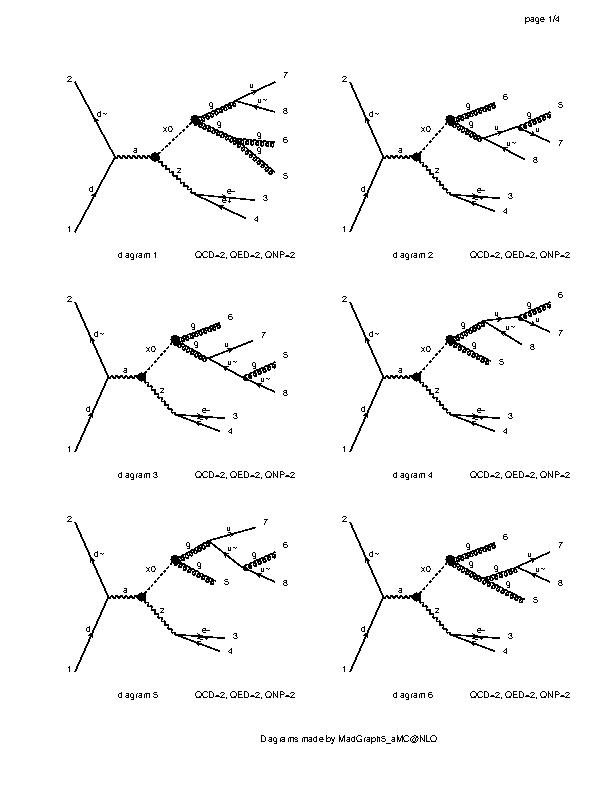 page 1/4
2
d~
d
1
a
x0
g
u
7
u~
8
g
g
6
g
5
z
e-
3
e+
4
diagram 1 QCD=2, QED=2, QNP=2
2
d~
d
1
a
x0
g
6
g
u
g
5
u
7
u~
8
z
e-
3
4
diagram 2 QCD=2, QED=2, QNP=2
2
d~
d
1
a
x0
g
6
g
u
7
u~
g
5
u~
8
z
e-
3
4
diagram 3 QCD=2, QED=2, QNP=2
2
d~
d
1
a
x0
g
u
g
6
u
7
u~
8
g
5
z
e-
3
4
diagram 4 QCD=2, QED=2, QNP=2
2
d~
d
1
a
x0
g
u
7
u~
g
6
u~
8
g
5
z
e-
3
4
diagram 5 QCD=2, QED=2, QNP=2
2
d~
d
1
a
x0
g
6
g
g
u
7
u~
8
g
5
z
e-
3
4
diagram 6 QCD=2, QED=2, QNP=2
Diagrams made by MadGraph5_aMC@NLO